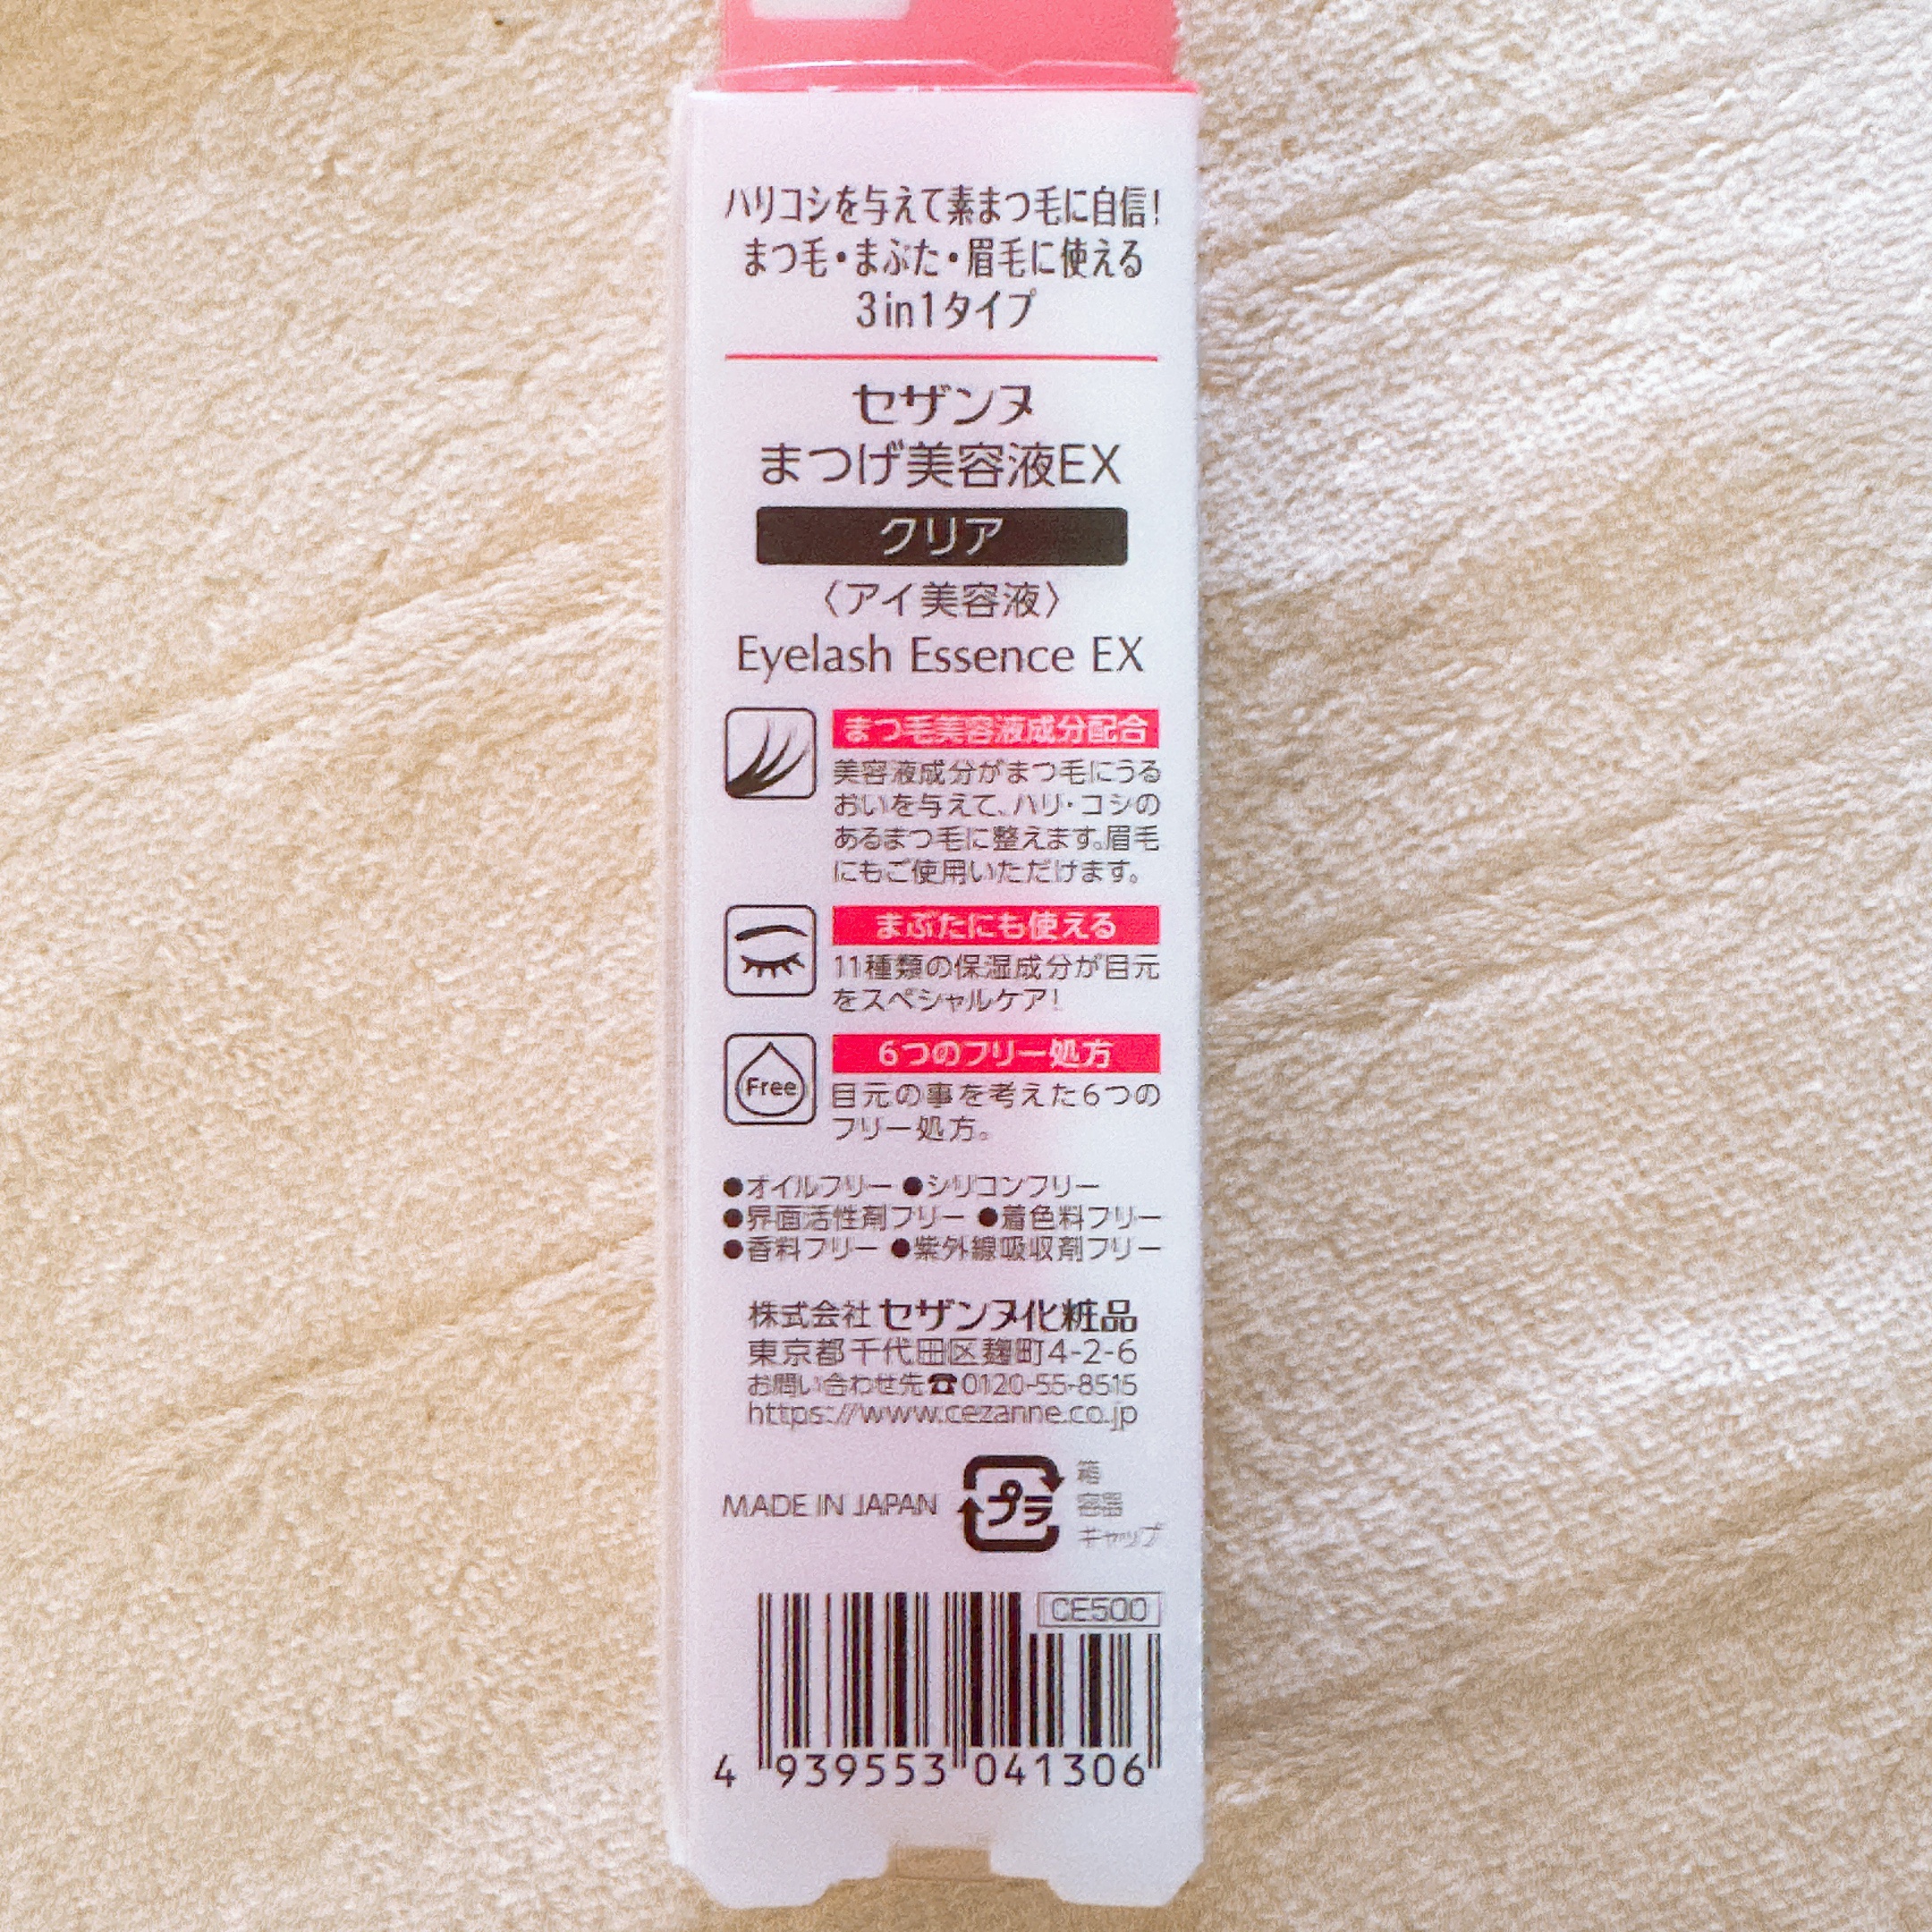 ハリコシを与えて素まつ毛に自信!
まつ毛・まぶた・眉毛に使える
3in1タイプ
セザンヌ
まつげ美容液EX
クリア
〈アイ美容液〉
Eyelash Essence EX
まつ毛美容液成分配合
美容液成分がまつ毛にうる
おいを与えて、ハリ・コシの
あるまつ毛に整えます。眉毛
にもご使用いただけます。
まぶたにも使える
11種類の保湿成分が目元
をスペシャルケア!
Free
6つのフリー処方
目元の事を考えた6つの
フリー処方。
●オイルフリー ●シリコンフリー
●界面活性剤フリー ●着色料フリー
●香料フリー ●紫外線吸収剤フリー
株式会社 セザンヌ化粧品
東京都千代田区麹町4-2-6
お問い合わせ先☎0120-55-8515
https://www.cezanne.co.jp
MADE IN JAPAN
プラ
箱
容器
キャップ
CE500
4 939553 041306